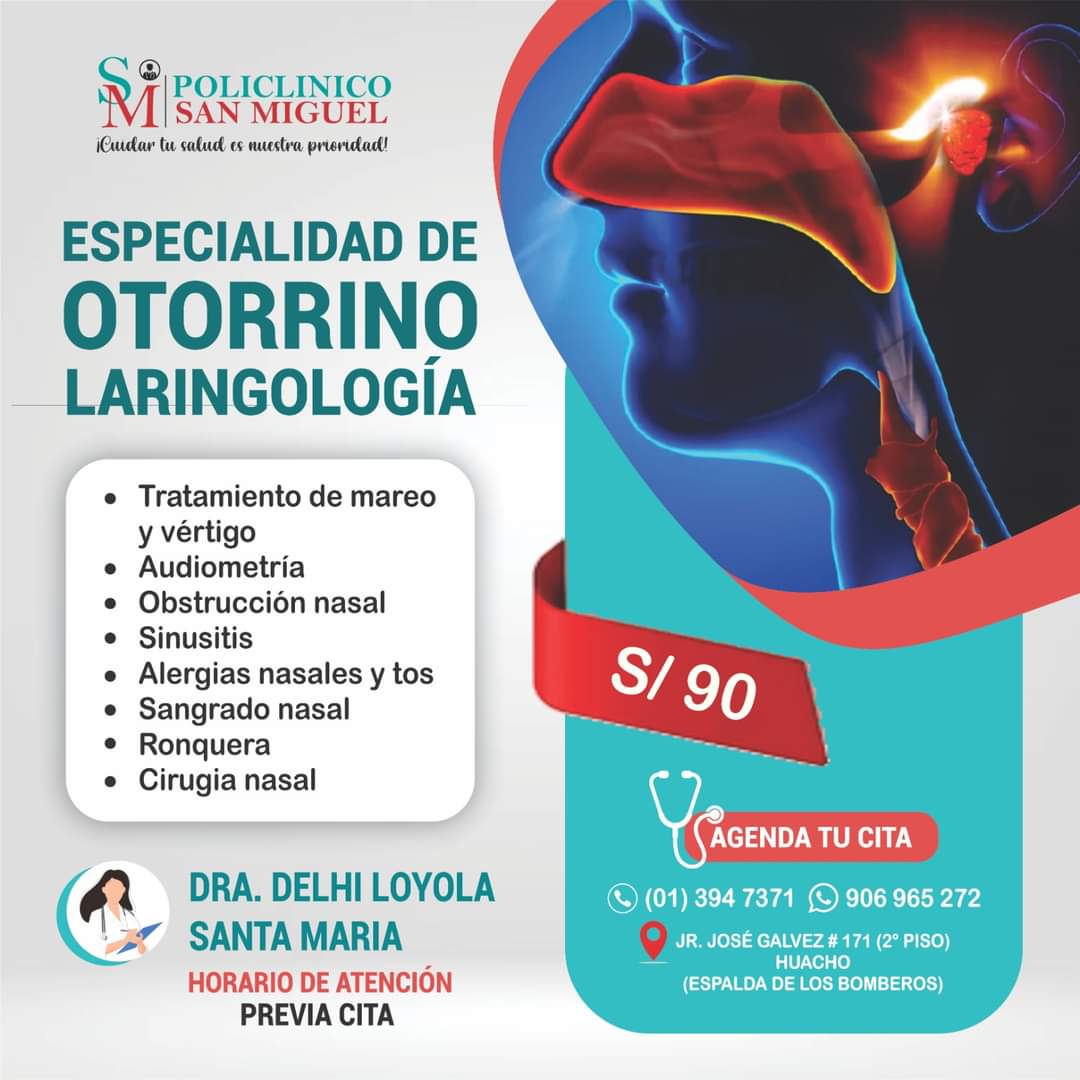 SM
POLICLINICO
SAN MIGUEL
¡Cuidar tu salud es nuestra prioridad!
ESPECIALIDAD DE
OTORRINO
LARINGOLOGÍA
• Tratamiento de mareo
y vértigo
• Audiometría
• Obstrucción nasal
• Sinusitis
• Alergias nasales y tos
• Sangrado nasal
• Ronquera
• Cirugia nasal
DRA. DELHI LOYOLA
SANTA MARIA
HORARIO DE ATENCIÓN
PREVIA CITA
S/ 90
AGENDA TU CITA
(01) 394 7371 906 965 272
JR. JOSÉ GALVEZ # 171 (2° PISO)
HUACHO
(ESPALDA DE LOS BOMBEROS)